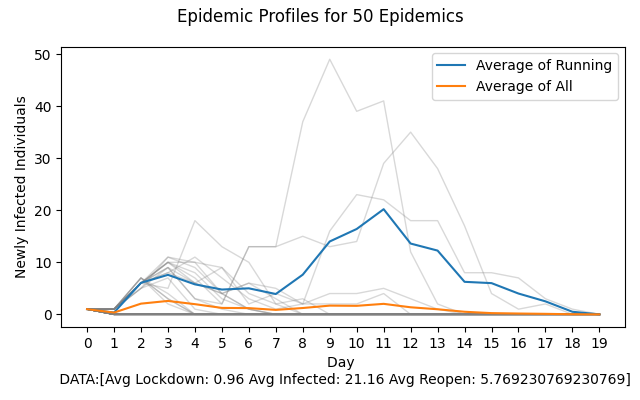 Epidemic Profiles for 50 Epidemics
50
40
30
20
10
0
Newly Infected Individuals
Average of Running
Average of All
0 1 2 3 4 5 6 7 8 9 10 11 12 13 14 15 16 17 18 19
Day
DATA:[Avg Lockdown: 0.96 Avg Infected: 21.16 Avg Reopen: 5.769230769230769]